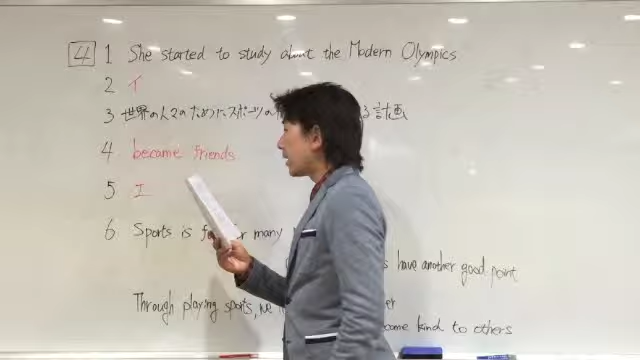 4 1 She started to study about the Modern Olympics
2 イ
3 世界の人々のためにスポーツの る計画
4 became friends
5 エ
6 Sports is for many
have another good point
Through playing sports, we
kind to others